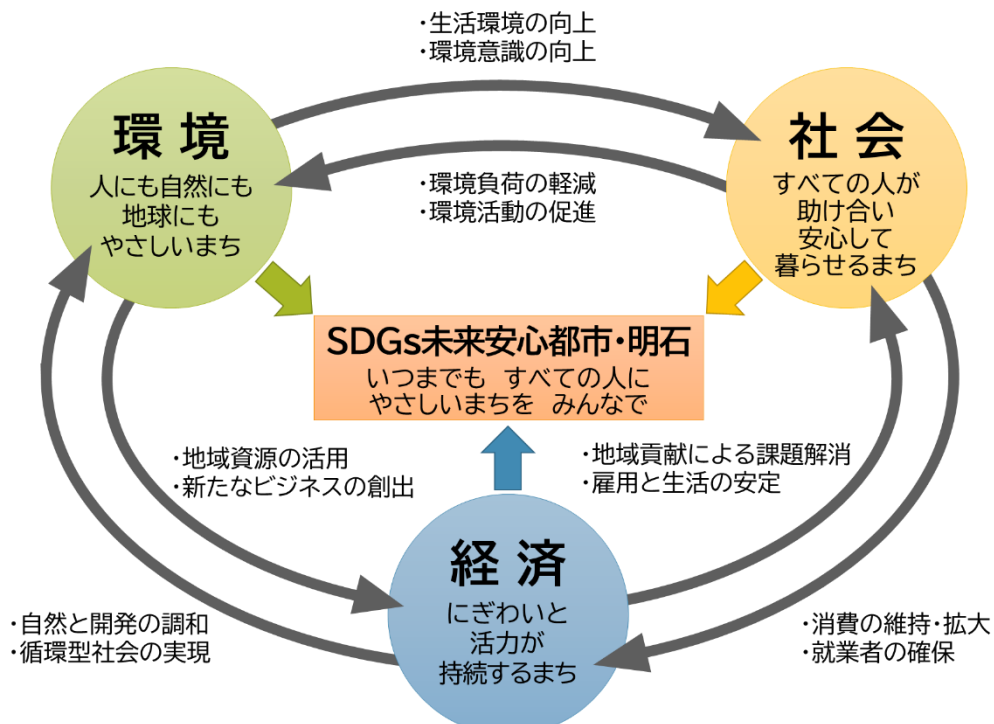 ・生活環境の向上
・環境意識の向上
環境
人にも自然にも
地球にも
やさしいまち
社会
すべての人が
助け合い
安心して
暮らせるまち
・環境負荷の軽減
・環境活動の促進
SDGs未来安心都市・明石
いつまでも すべての人に
やさしいまちを みんなで
・地域資源の活用
・新たなビジネスの創出
・地域貢献による課題解消
・雇用と生活の安定
経済
にぎわいと
活力が
持続するまち
・自然と開発の調和
・循環型社会の実現
・消費の維持・拡大
・就業者の確保